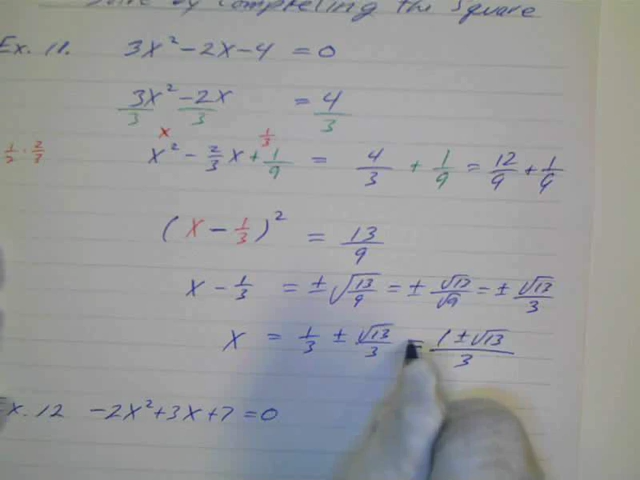 Solve by Completing the Square
Ex. 11. 3x² - 2x - 4 = 0
3x²/3 - 2x/3 = 4/3
x 1/3
1/2 · 2/3 x² - 2/3 x + 1/9 = 4/3 + 1/9 = 12/9 + 1/9
(x - 1/3)² = 13/9
x - 1/3 = ± √(13/9) = ± √13/√9 = ± √13/3
x = 1/3 ± √13/3 = (1 ± √13)/3
Ex. 12 -2x² + 3x + 7 = 0